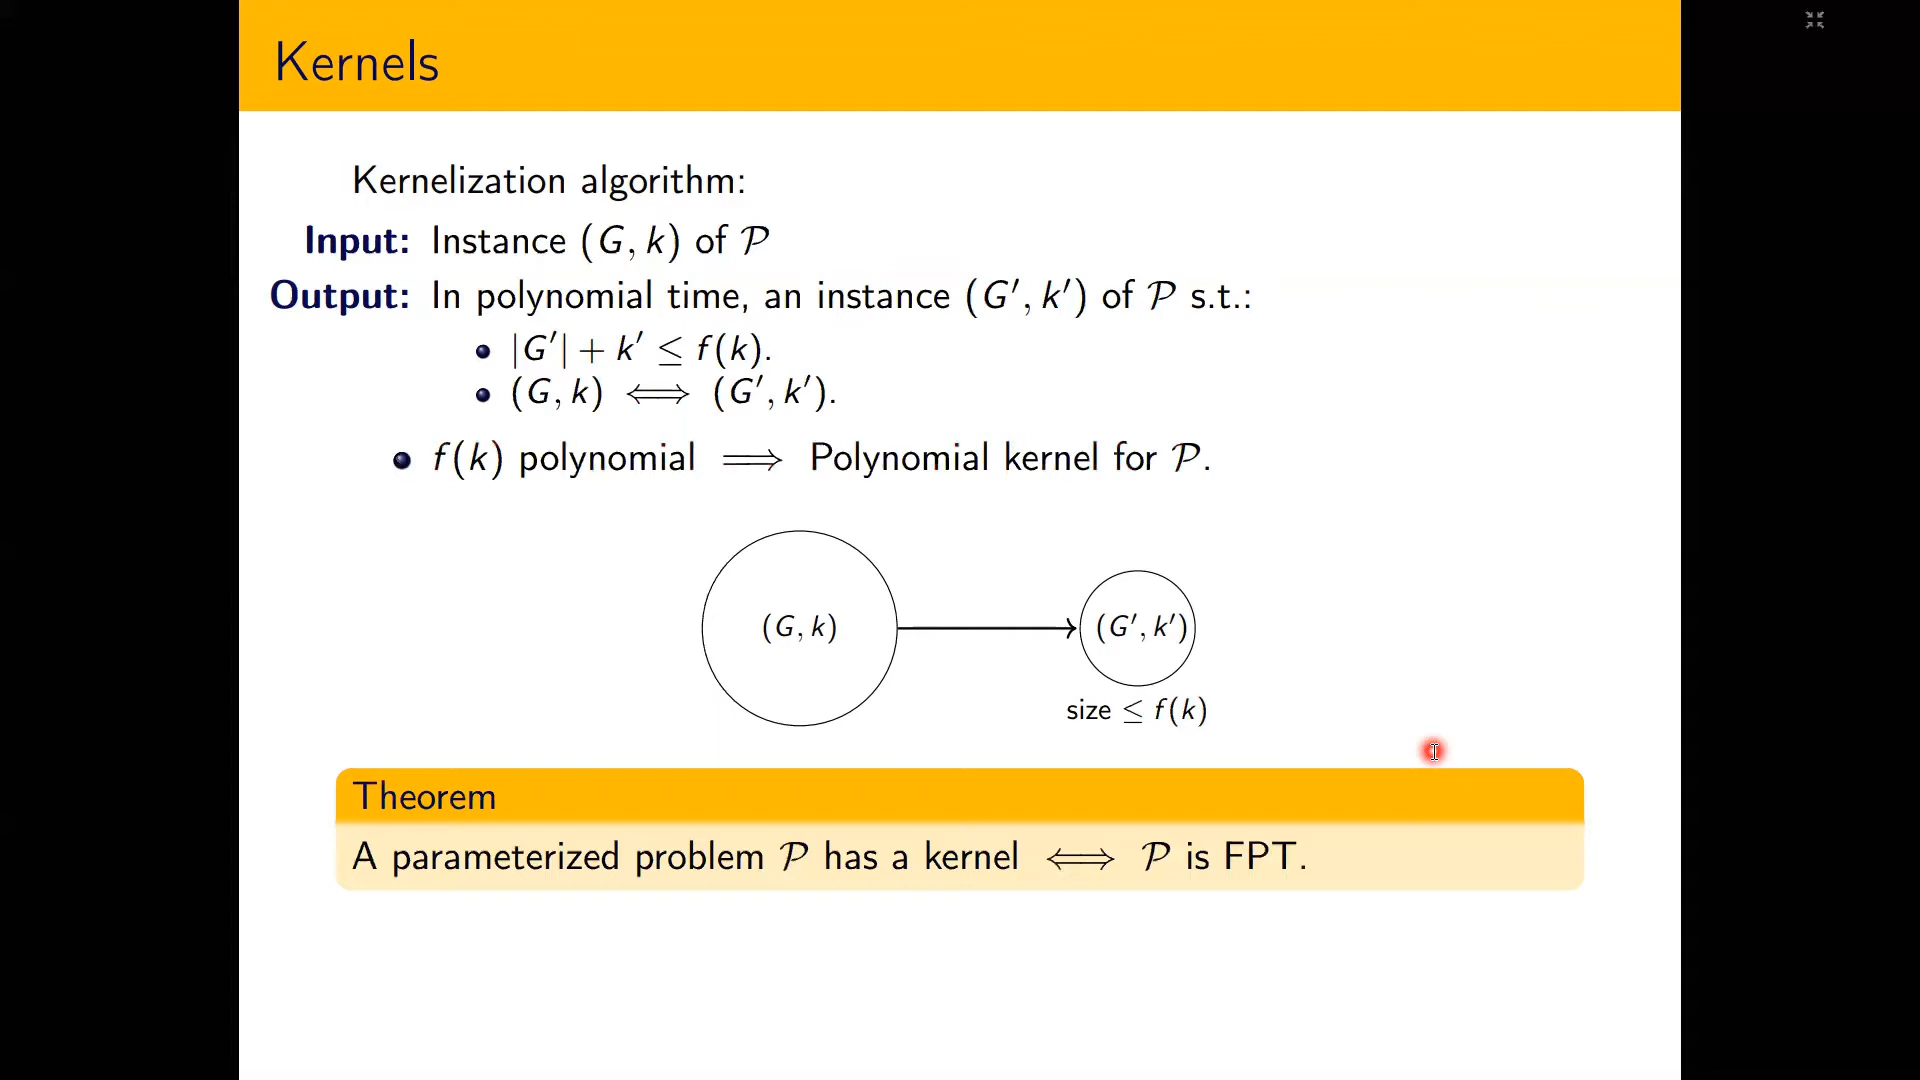 Kernels
Kernelization algorithm:
Input: Instance (G, k) of 𝒫
Output: In polynomial time, an instance (G′, k′) of 𝒫 s.t.:
• |G′| + k′ ≤ f(k).
• (G, k) ⟺ (G′, k′).
• f(k) polynomial ⟹ Polynomial kernel for 𝒫.
(G, k)
(G′, k′)
size ≤ f(k)
Theorem
A parameterized problem 𝒫 has a kernel ⟺ 𝒫 is FPT.